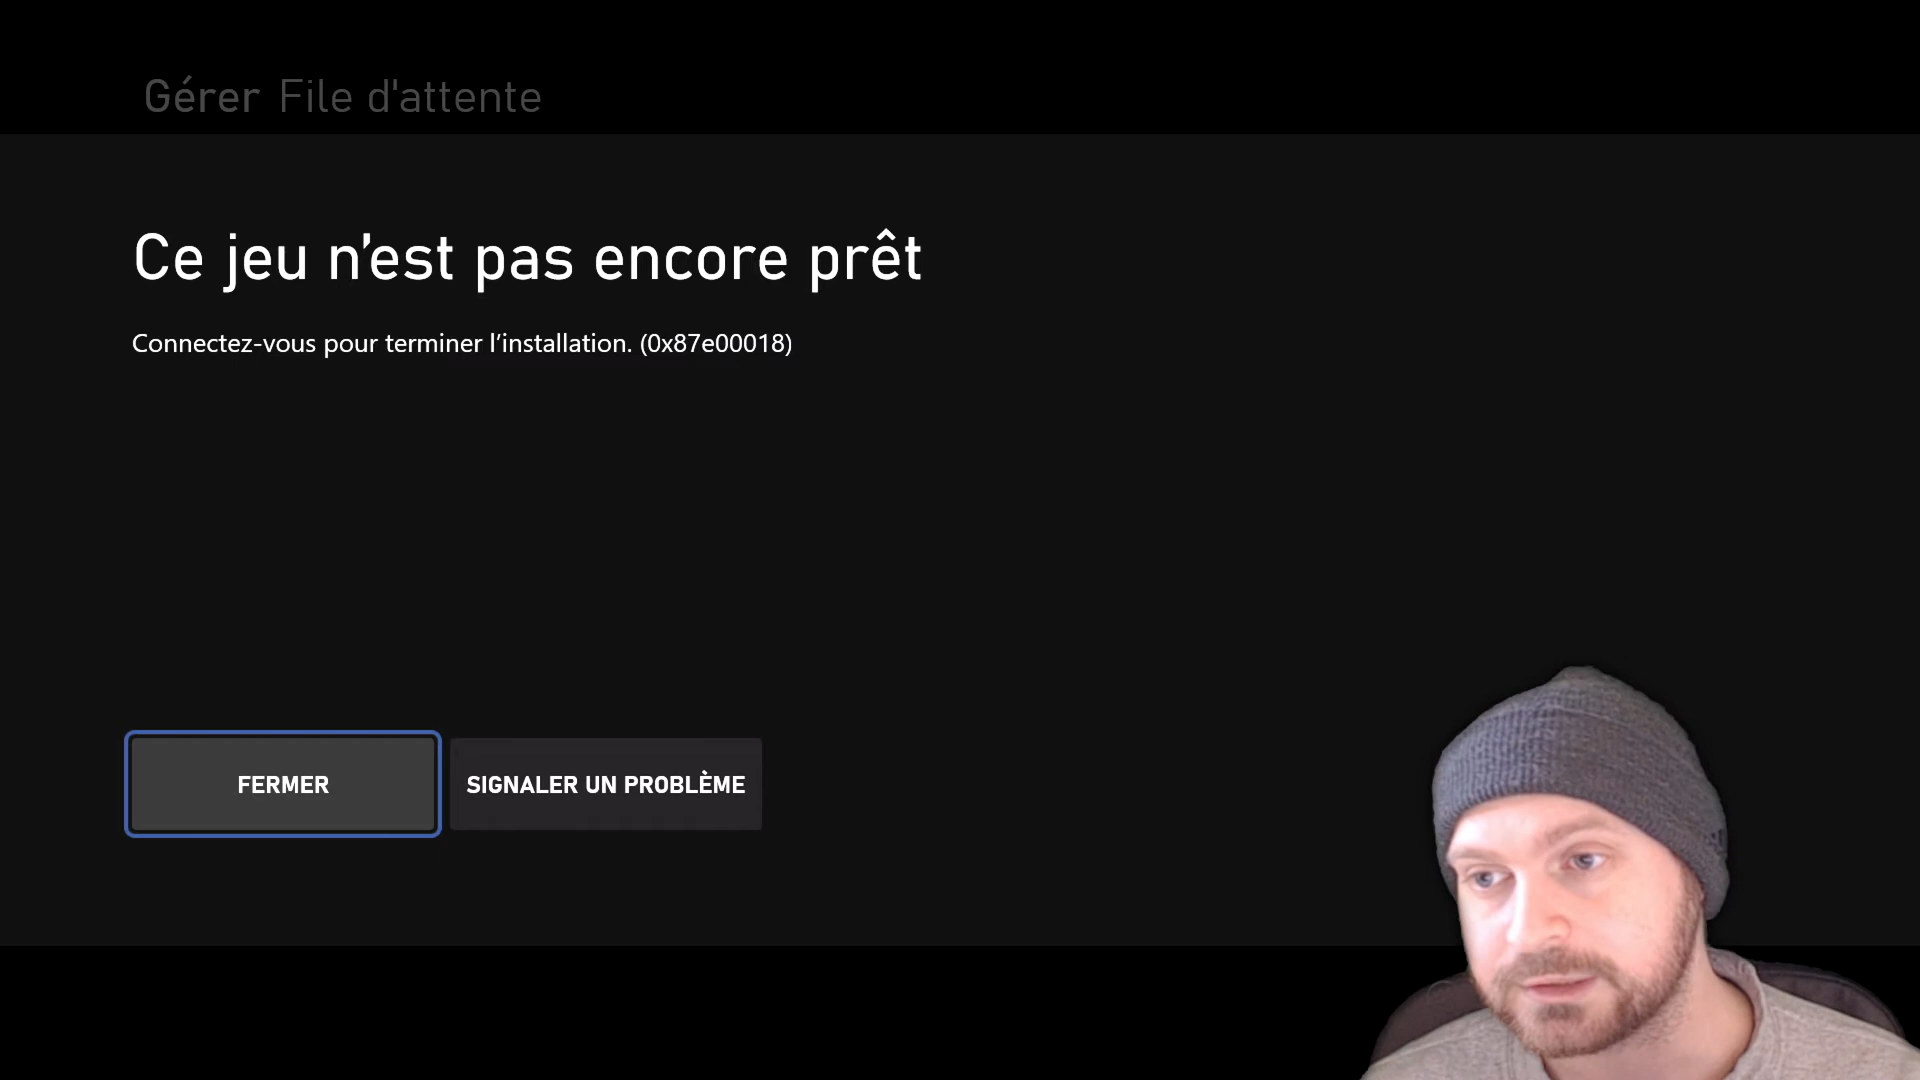 Gérer File d'attente
Ce jeu n’est pas encore prêt
Connectez-vous pour terminer l’installation. (0x87e00018)
FERMER
SIGNALER UN PROBLÈME